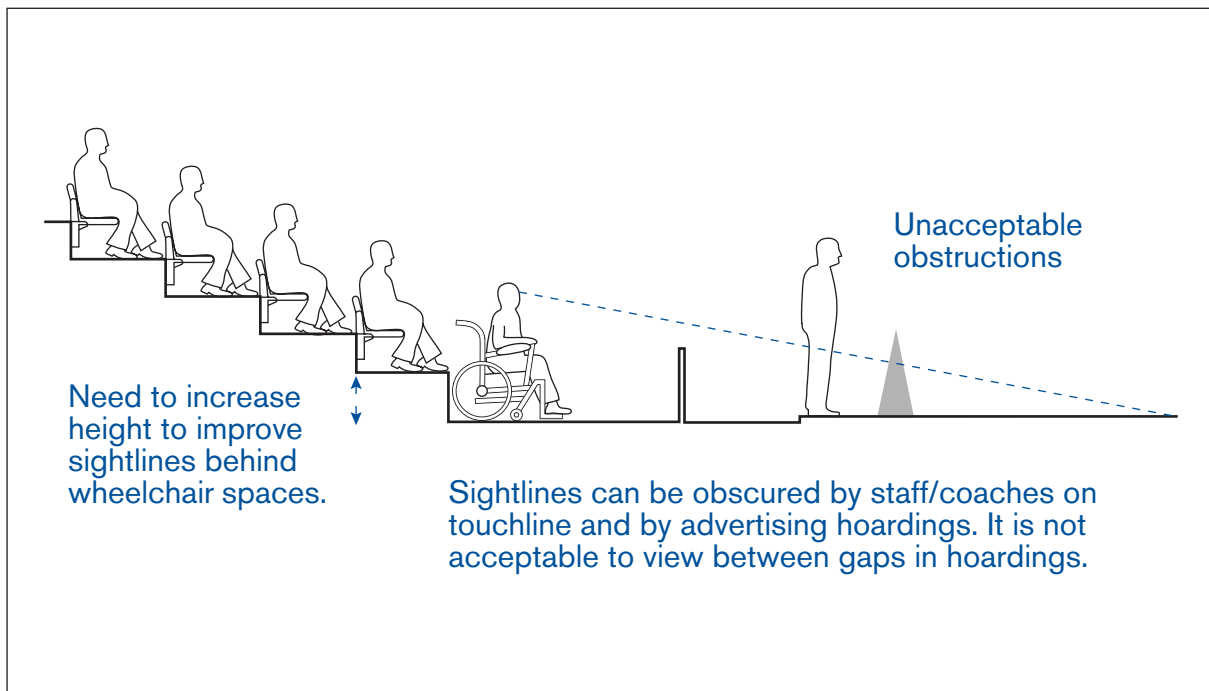 Unacceptable
obstructions
Need to increase
height to improve
sightlines behind
wheelchair spaces.
Sightlines can be obscured by staff/coaches on
touchline and by advertising hoardings. It is not
acceptable to view between gaps in hoardings.